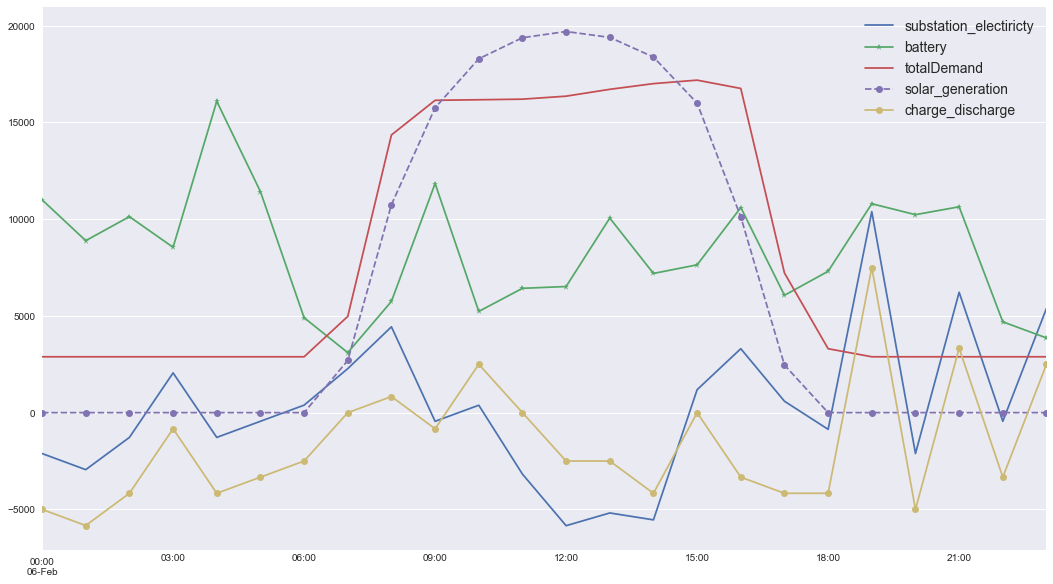 20000
15000
10000
5000
0
−5000
substation_electiricty
battery
totalDemand
solar_generation
charge_discharge
00:00 03:00 06:00 09:00 12:00 15:00 18:00 21:00
06-Feb